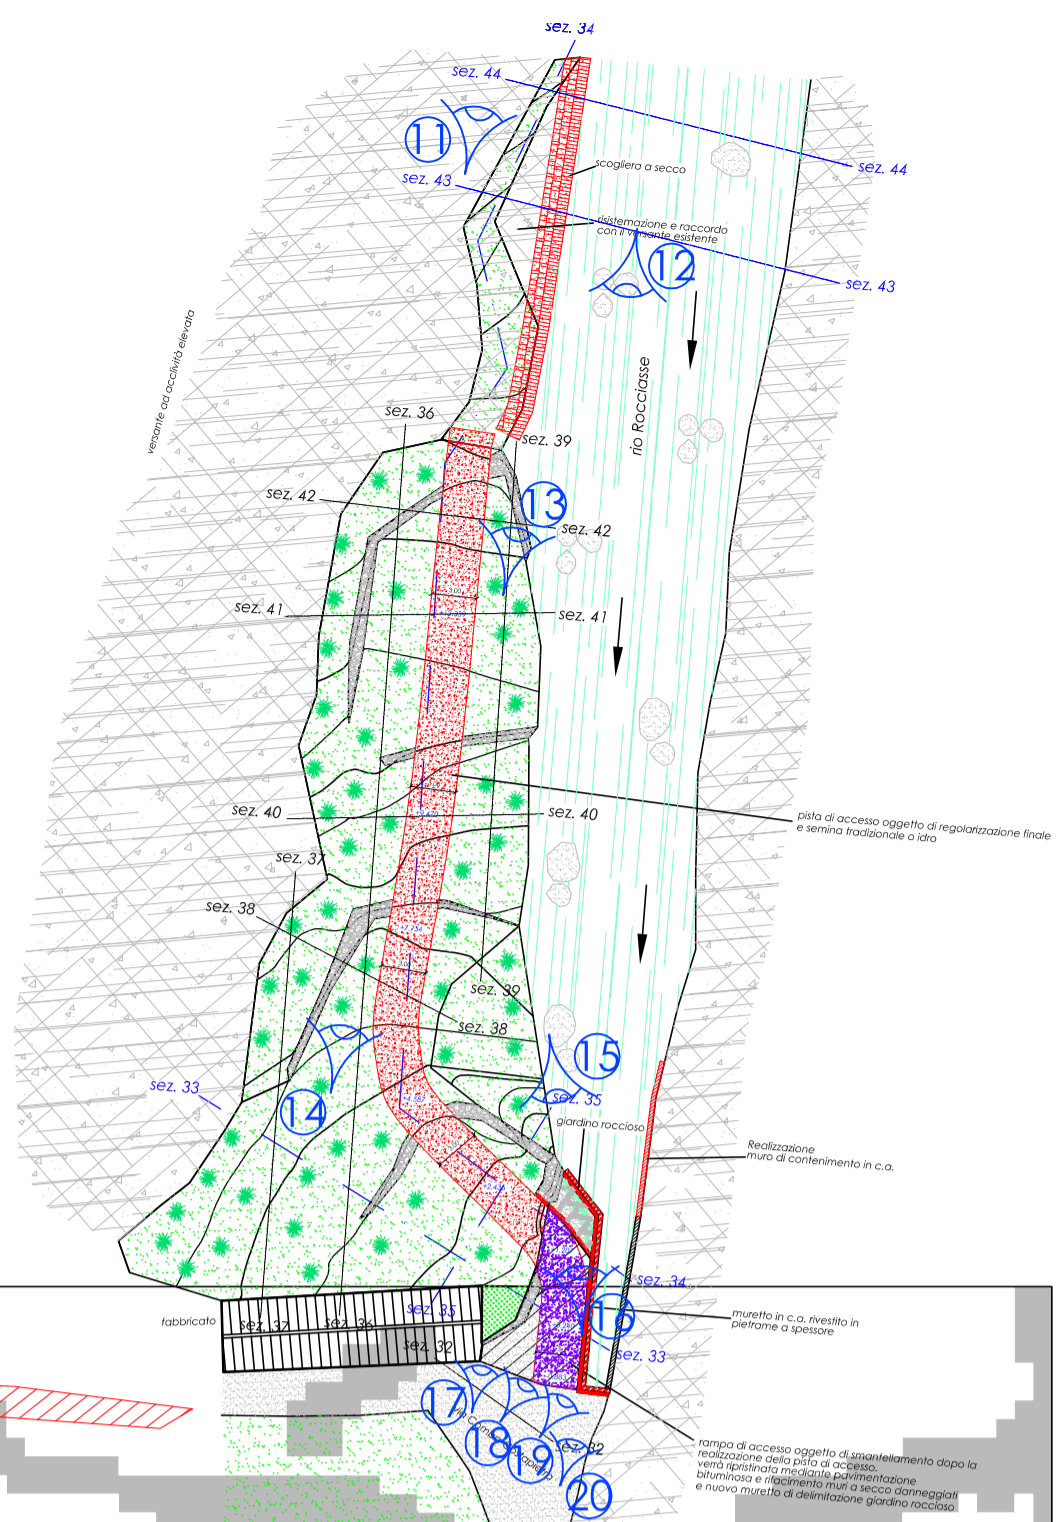 sez. 34
sez. 44
11
scogliera a secco
sez. 44
sez. 43
risistemazione e raccordo
con il versante esistente
12
sez. 43
versante ad acclività elevata
rio Rocciasse
sez. 36
sez. 39
sez. 42
13
sez. 42
3.00
sez. 41
sez. 41
sez. 40
sez. 40
pista di accesso oggetto di regolarizzazione finale
e semina tradizionale o idro
sez. 37
sez. 38
+7.754
sez. 39
sez. 38
15
sez. 33
sez. 35
14
giardino roccioso
Realizzazione
muro di contenimento in c.a.
sez. 34
fabbricato
sez. 37
sez. 36
sez. 35
16
muretto in c.a. rivestito in
pietrame a spessore
sez. 32
sez. 33
17
18
19
sez. 32
20
rampa di accesso oggetto di smantellamento dopo la
realizzazione della pista di accesso.
verrà ripristinata mediante pavimentazione
bituminosa e rifacimento muri a secco danneggiati
e nuovo muretto di delimitazione giardino roccioso